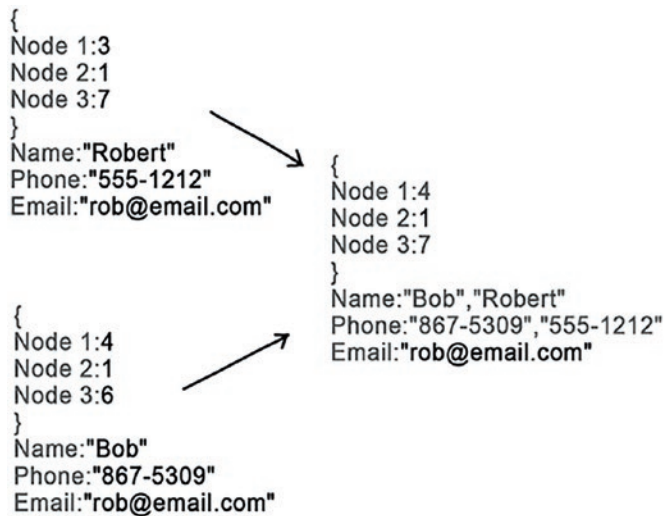 {
Node 1:3
Node 2:1
Node 3:7
}
Name:"Robert"
Phone:"555-1212"
Email:"rob@email.com"
{
Node 1:4
Node 2:1
Node 3:6
}
Name:"Bob"
Phone:"867-5309"
Email:"rob@email.com"
{
Node 1:4
Node 2:1
Node 3:7
}
Name:"Bob","Robert"
Phone:"867-5309","555-1212"
Email:"rob@email.com"